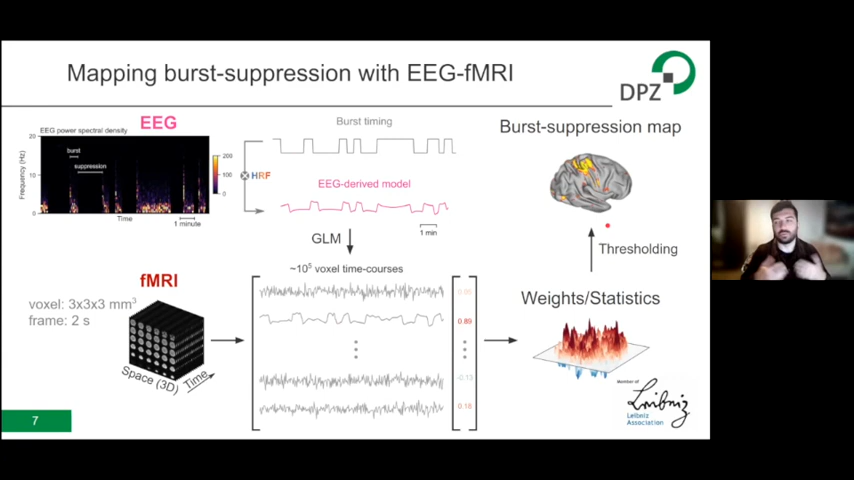 Mapping burst-suppression with EEG-fMRI
DPZ
EEG
EEG power spectral density
20
10
0
Frequency (Hz)
burst
suppression
Time
1 minute
200
100
0
HRF
Burst timing
EEG-derived model
1 min
GLM
Burst-suppression map
Thresholding
fMRI
voxel: 3x3x3 mm³
frame: 2 s
Space (3D)
Time
~10⁵ voxel time-courses
0.89
-0.13
0.18
Weights/Statistics
Member of
Leibniz
Leibniz
Association
7